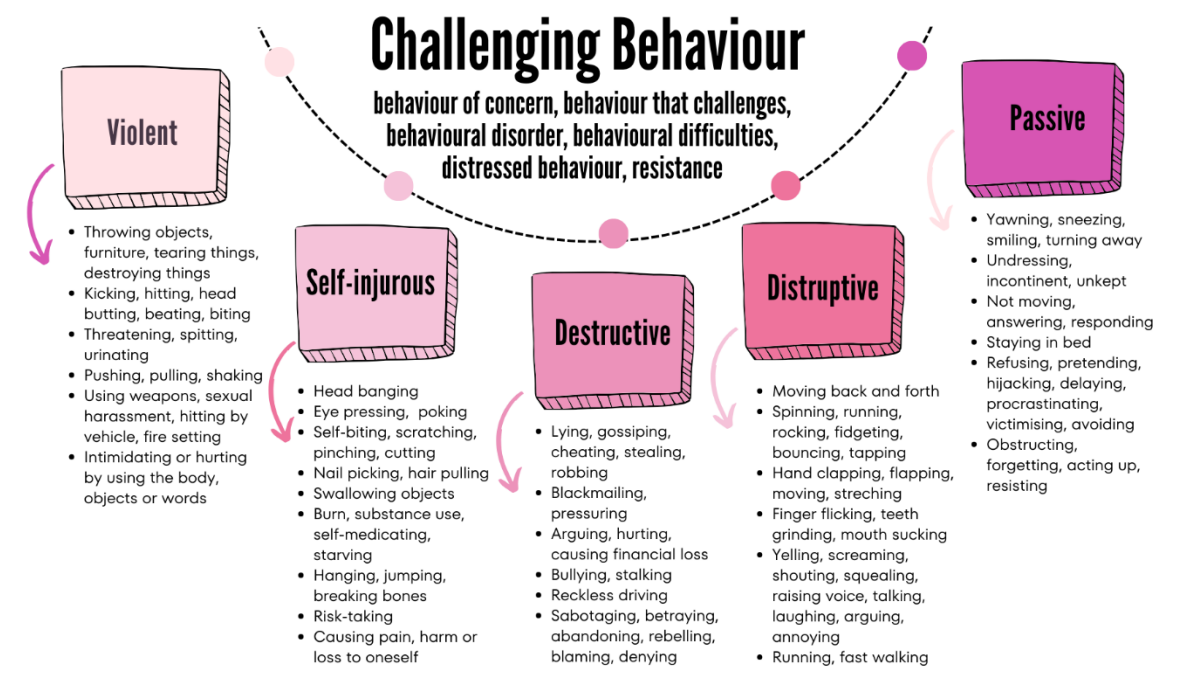 Challenging Behaviour
behaviour of concern, behaviour that challenges,
behavioural disorder, behavioural difficulties,
distressed behaviour, resistance
Violent
• Throwing objects,
furniture, tearing things,
destroying things
• Kicking, hitting, head
butting, beating, biting
• Threatening, spitting,
urinating
• Pushing, pulling, shaking
• Using weapons, sexual
harassment, hitting by
vehicle, fire setting
• Intimidating or hurting
by using the body,
objects or words
Self-injurous
• Head banging
• Eye pressing, poking
• Self-biting, scratching,
pinching, cutting
• Nail picking, hair pulling
• Swallowing objects
• Burn, substance use,
self-medicating,
starving
• Hanging, jumping,
breaking bones
• Risk-taking
• Causing pain, harm or
loss to oneself
Destructive
• Lying, gossiping,
cheating, stealing,
robbing
• Blackmailing,
pressuring
• Arguing, hurting,
causing financial loss
• Bullying, stalking
• Reckless driving
• Sabotaging, betraying,
abandoning, rebelling,
blaming, denying
Distruptive
• Moving back and forth
• Spinning, running,
rocking, fidgeting,
bouncing, tapping
• Hand clapping, flapping,
moving, streching
• Finger flicking, teeth
grinding, mouth sucking
• Yelling, screaming,
shouting, squealing,
raising voice, talking,
laughing, arguing,
annoying
• Running, fast walking
Passive
• Yawning, sneezing,
smiling, turning away
• Undressing,
incontinent, unkept
• Not moving,
answering, responding
• Staying in bed
• Refusing, pretending,
hijacking, delaying,
procrastinating,
victimising, avoiding
• Obstructing,
forgetting, acting up,
resisting